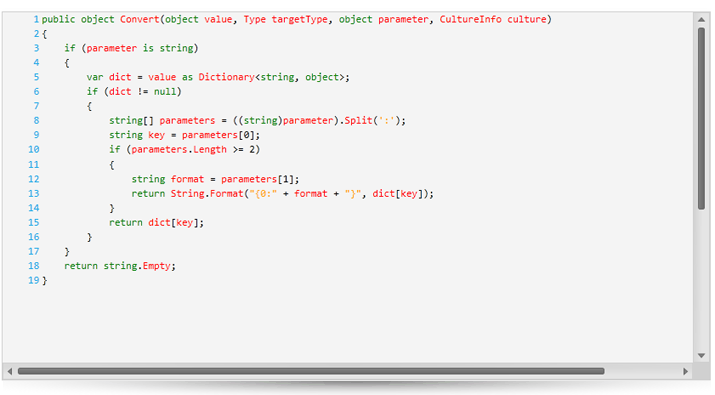 1 public object Convert(object value, Type targetType, object parameter, CultureInfo culture)
2 {
3     if (parameter is string)
4     {
5         var dict = value as Dictionary<string, object>;
6         if (dict != null)
7         {
8             string[] parameters = ((string)parameter).Split(':');
9             string key = parameters[0];
10             if (parameters.Length >= 2)
11             {
12                 string format = parameters[1];
13                 return String.Format("{0:" + format + "}", dict[key]);
14             }
15             return dict[key];
16         }
17     }
18     return string.Empty;
19 }